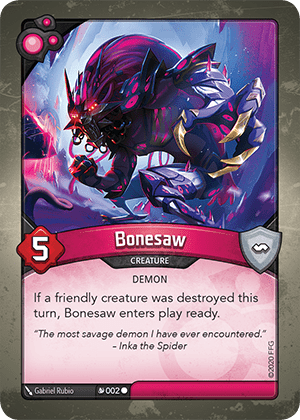 5
Bonesaw
CREATURE
DEMON
If a friendly creature was destroyed this
turn, Bonesaw enters play ready.
“The most savage demon I have ever encountered.”
– Inka the Spider
©2020 FFG
Gabriel Rubio
002